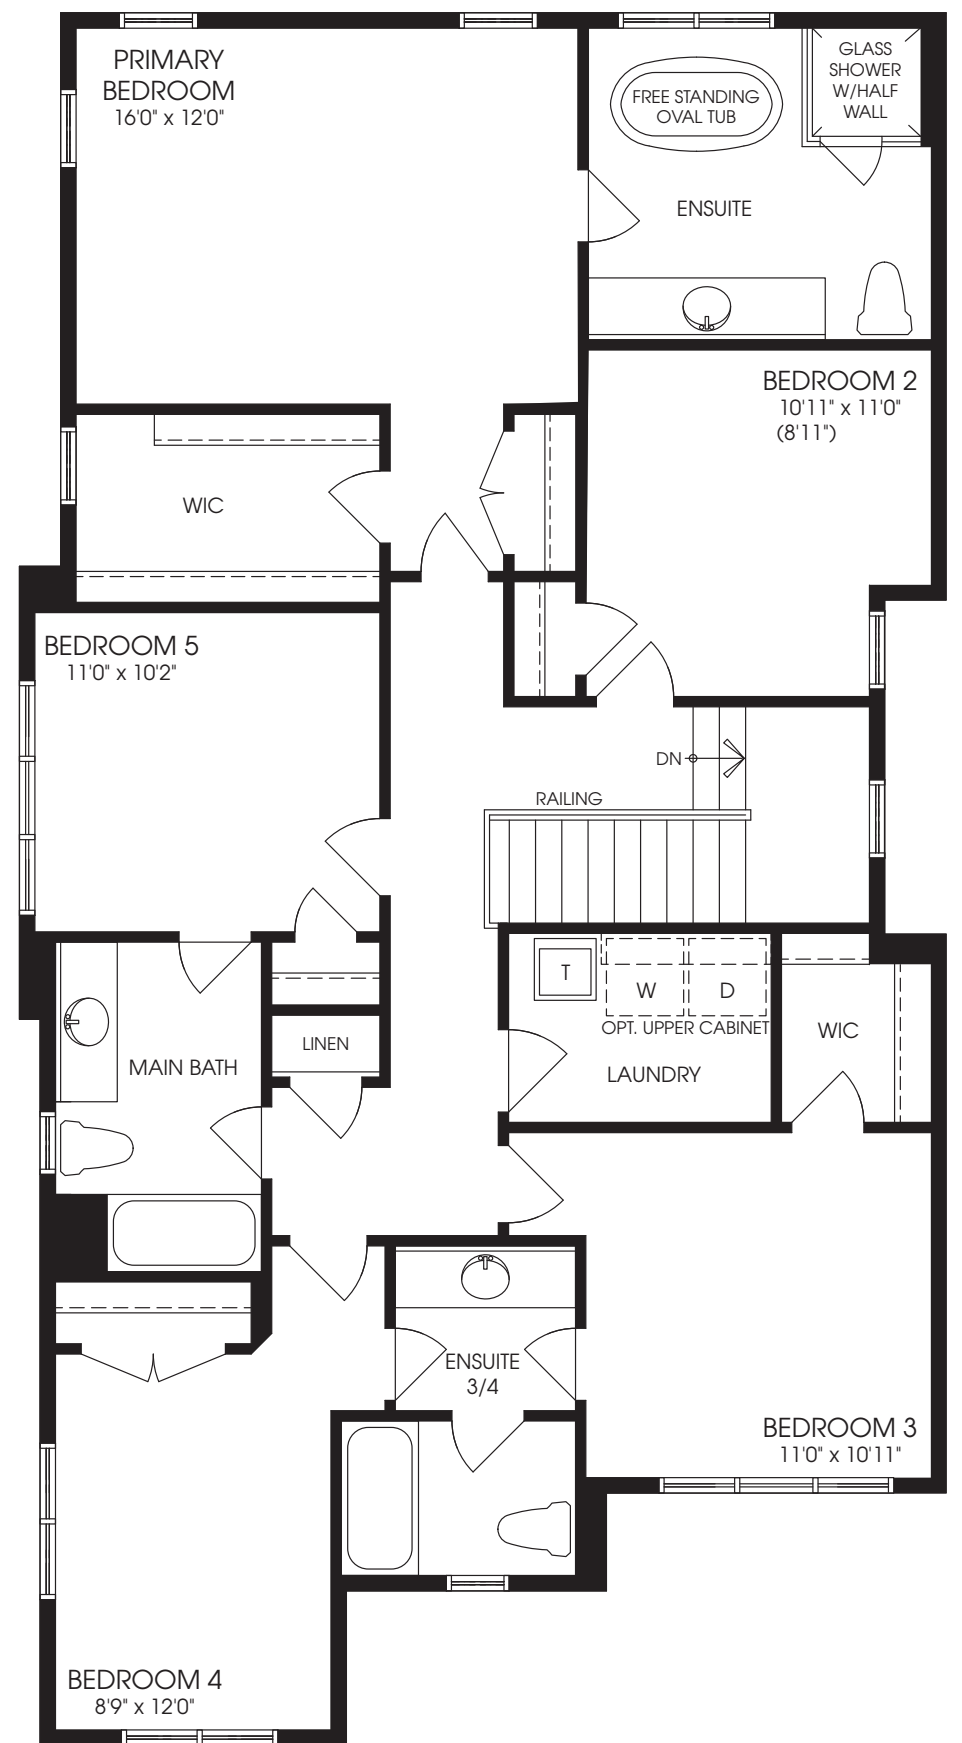 PRIMARY
BEDROOM
16'0" x 12'0"
GLASS
SHOWER
W/HALF
WALL
FREE STANDING
OVAL TUB
ENSUITE
BEDROOM 2
10'11" x 11'0"
(8'11")
WIC
BEDROOM 5
11'0" x 10'2"
DN
RAILING
T
W
D
OPT. UPPER CABINET
LAUNDRY
WIC
LINEN
MAIN BATH
ENSUITE
3/4
BEDROOM 3
11'0" x 10'11"
BEDROOM 4
8'9" x 12'0"